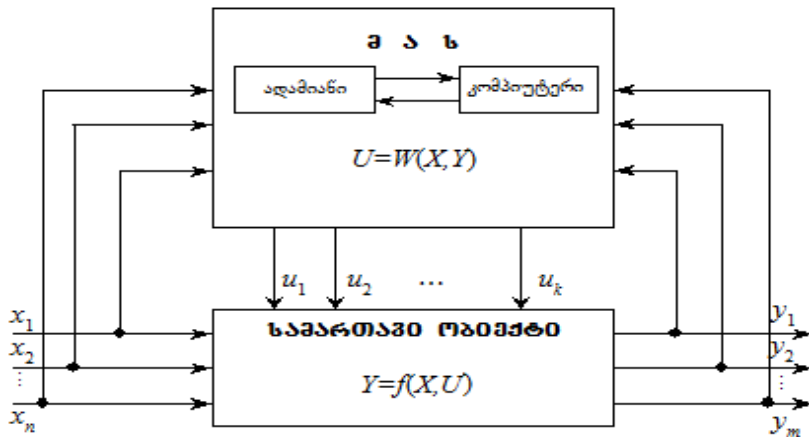 მ ა ს
ადამიანი
კომპიუტერი
U=W(X,Y)
u₁ u₂ ... uₖ
x₁
სამართავი ობიექტი
y₁
x₂
y₂
⋮
Y=f(X,U)
⋮
xₙ
yₘ